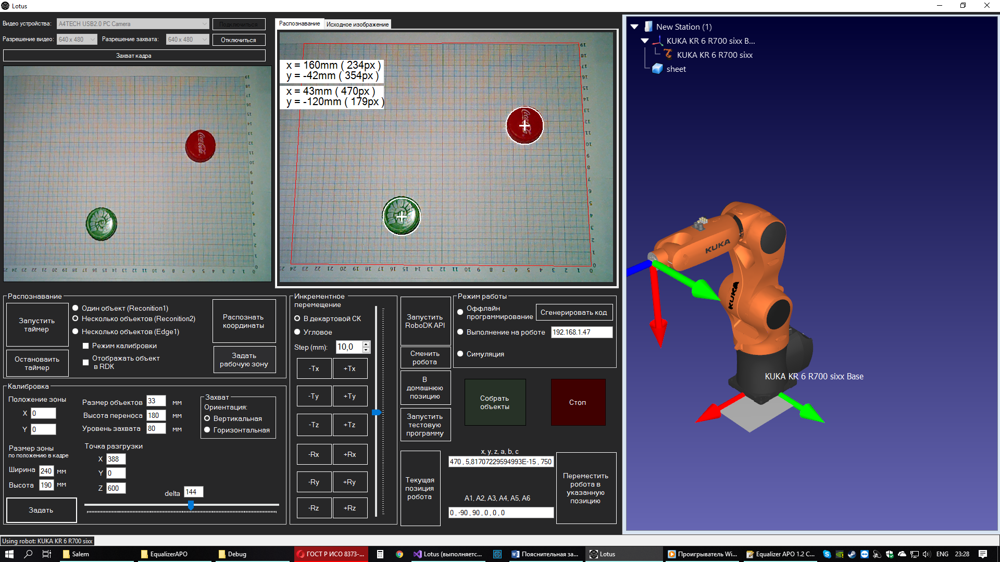 Lotus
Видео устройства:
A4TECH USB2.0 PC Camera
Подключиться
Разрешение видео:
640 x 480
Разрешение захвата:
640 x 480
Отключиться
Захват кадра
Распознавание
Исходное изображение
x = 160mm ( 234px )
y = -42mm ( 354px )
x = 43mm ( 470px )
y = -120mm ( 179px )
New Station (1)
KUKA KR 6 R700 sixx B...
KUKA KR 6 R700 sixx
sheet
KUKA
KUKA
KUKA KR 6 R700 sixx Base
Распознавание
Запустить
таймер
Остановаить
таймер
Один объект (Reconition1)
Несколько объектов (Reconition2)
Несколько объектов (Edge1)
Режим калибровки
Отображать объект
в RDK
Распознать
координаты
Задать
рабочую зону
Калибровка
Положение зоны
X 0
Y 0
Размер зоны
по положению в кадре
Ширина 240 мм
Высота 190 мм
Задать
Размер объектов 33 мм
Высота переноса 180 мм
Уровень захвата 80 мм
Точка разгрузки
X 388
Y 0
Z 600
Захват
Ориентация:
Вертикальная
Горизонтальная
delta 144
Инкрементное
перемещение
В декартовой СК
Угловое
Step (mm): 10,0
-Tx +Tx
-Ty +Ty
-Tz +Tz
-Rx +Rx
-Ry +Ry
-Rz +Rz
Запустить
RoboDK API
Сменить
робота
В
домашнюю
позицию
Запустить
тестовую
программу
Текущая
позиция
робота
Режим работы
Оффлайн
программирование
Сгенерировать код
Выполнение на роботе
192.168.1.47
Симуляция
Собрать
объекты
Стоп
x, y, z, a, b, c
470 , 5,81707229594993E-15 , 750
A1, A2, A3, A4, A5, A6
0 , -90 , 90 , 0 , 0 , 0
Переместить
робота в
указанную
позицию
Using robot: KUKA KR 6 R700 sixx
Salem
EqualizerAPO
Debug
ГОСТ Р ИСО 8373-...
Lotus (выполняетс...
Пояснительная за...
Lotus
Проигрыватель Wi...
Equalizer APO 1.2 C...
ENG
23:28